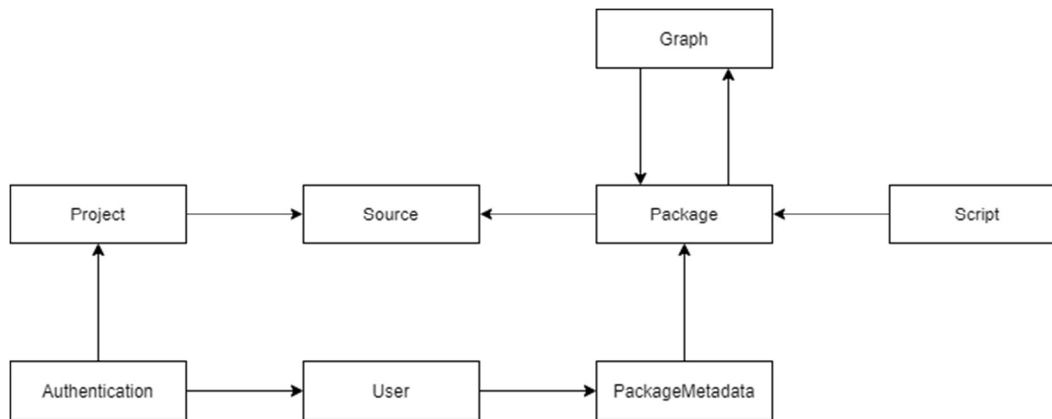 Graph
Project
Source
Package
Script
Authentication
User
PackageMetadata